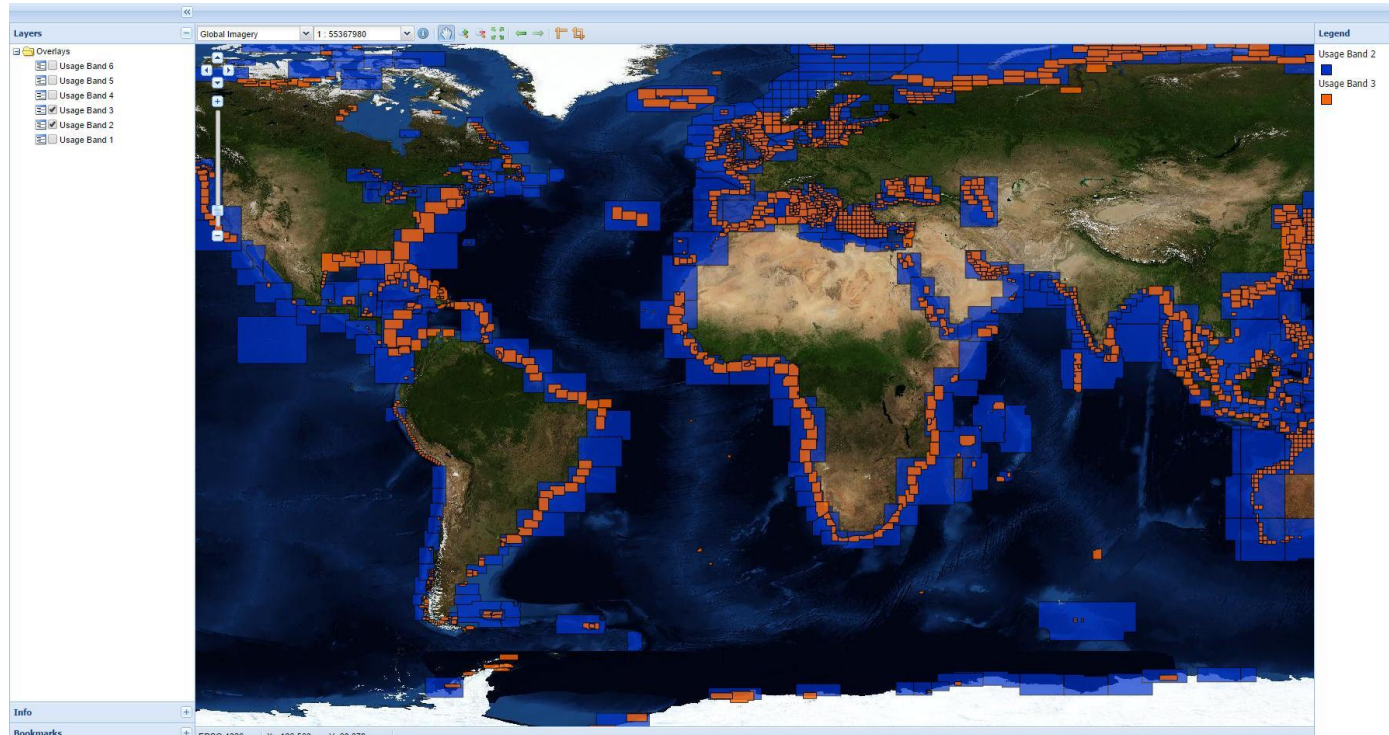 Layers
Global Imagery
1 : 55367980
Legend
Overlays
Usage Band 6
Usage Band 5
Usage Band 4
Usage Band 3
Usage Band 2
Usage Band 1
Usage Band 2
Usage Band 3
Info
Bookmarks